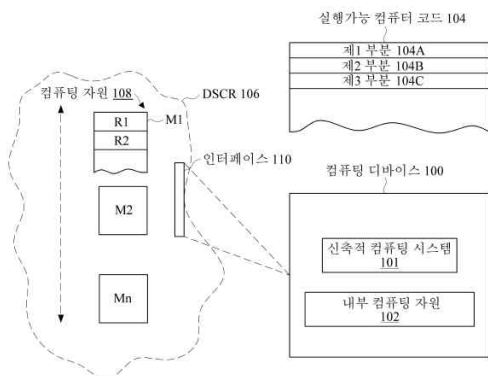 실행가능 컴퓨터 코드 104
제1 부분 104A
제2 부분 104B
제3 부분 104C
컴퓨팅 자원 108
DSCR 106
M1
R1
R2
인터페이스 110
M2
Mn
컴퓨팅 디바이스 100
신축적 컴퓨팅 시스템
101
내부 컴퓨팅 자원
102